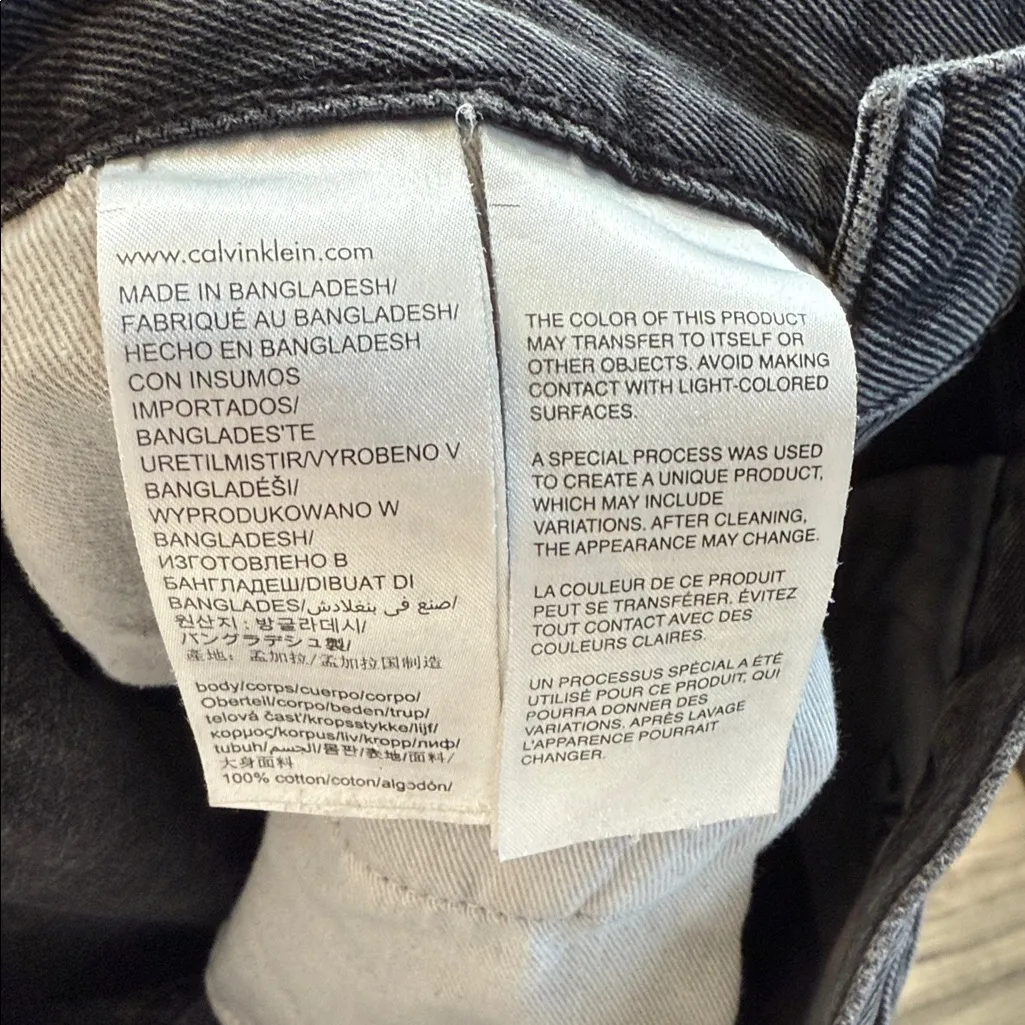 www.calvinklein.com
MADE IN BANGLADESH/
FABRIQUÉ AU BANGLADESH/
HECHO EN BANGLADESH
CON INSUMOS
IMPORTADOS/
BANGLADES'TE
URETILMISTIR/VYROBENO V
BANGLADÉŠI/
WYPRODUKOWANO W
BANGLADESH/
ИЗГОТОВЛЕНО В
БАНГЛАДЕШ/DIBUAT DI
BANGLADES/صنع في بنغلادش/
원산지 : 방글라데시/
バングラデシュ製/
產地：孟加拉/孟加拉国制造
body/corps/cuerpo/corpo/
Oberteil/corpo/beden/trup/
telová časť/kropsstykke/lijf/
κορμος/korpus/liv/kropp/лиф/
tubuh/الجسم/몸판/表地/面料/
大身面料
100% cotton/coton/algodón/
THE COLOR OF THIS PRODUCT
MAY TRANSFER TO ITSELF OR
OTHER OBJECTS. AVOID MAKING
CONTACT WITH LIGHT-COLORED
SURFACES.
A SPECIAL PROCESS WAS USED
TO CREATE A UNIQUE PRODUCT,
WHICH MAY INCLUDE
VARIATIONS. AFTER CLEANING,
THE APPEARANCE MAY CHANGE.
LA COULEUR DE CE PRODUIT
PEUT SE TRANSFÉRER. ÉVITEZ
TOUT CONTACT AVEC DES
COULEURS CLAIRES.
UN PROCESSUS SPÉCIAL A ÉTÉ
UTILISÉ POUR CE PRODUIT, QUI
POURRA DONNER DES
VARIATIONS. APRÈS LAVAGE
L'APPARENCE POURRAIT
CHANGER.